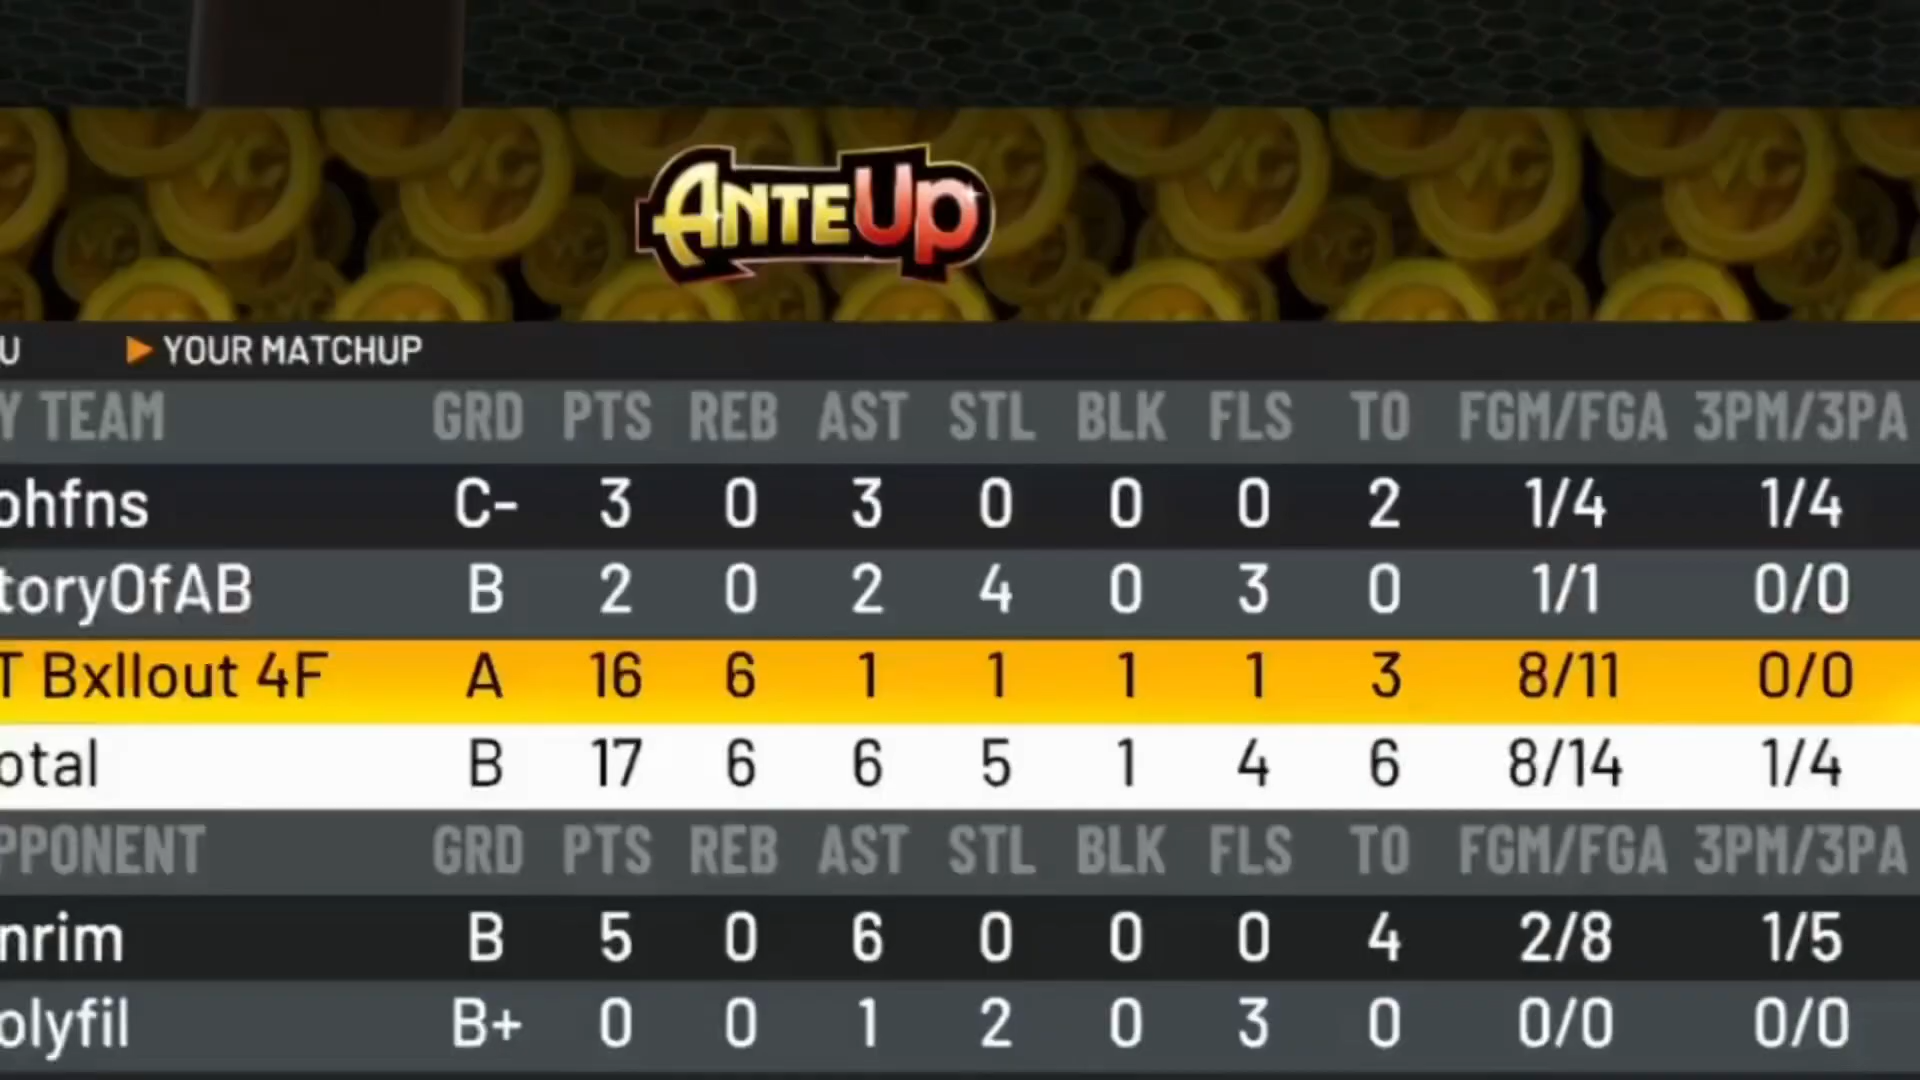 ANTEUP
U YOUR MATCHUP
Y TEAM GRD PTS REB AST STL BLK FLS TO FGM/FGA 3PM/3PA
ohfns C- 3 0 3 0 0 0 2 1/4 1/4
toryOfAB B 2 0 2 4 0 3 0 1/1 0/0
T Bxllout 4F A 16 6 1 1 1 1 3 8/11 0/0
otal B 17 6 6 5 1 4 6 8/14 1/4
PPONENT GRD PTS REB AST STL BLK FLS TO FGM/FGA 3PM/3PA
nrim B 5 0 6 0 0 0 4 2/8 1/5
olyfil B+ 0 0 1 2 0 3 0 0/0 0/0